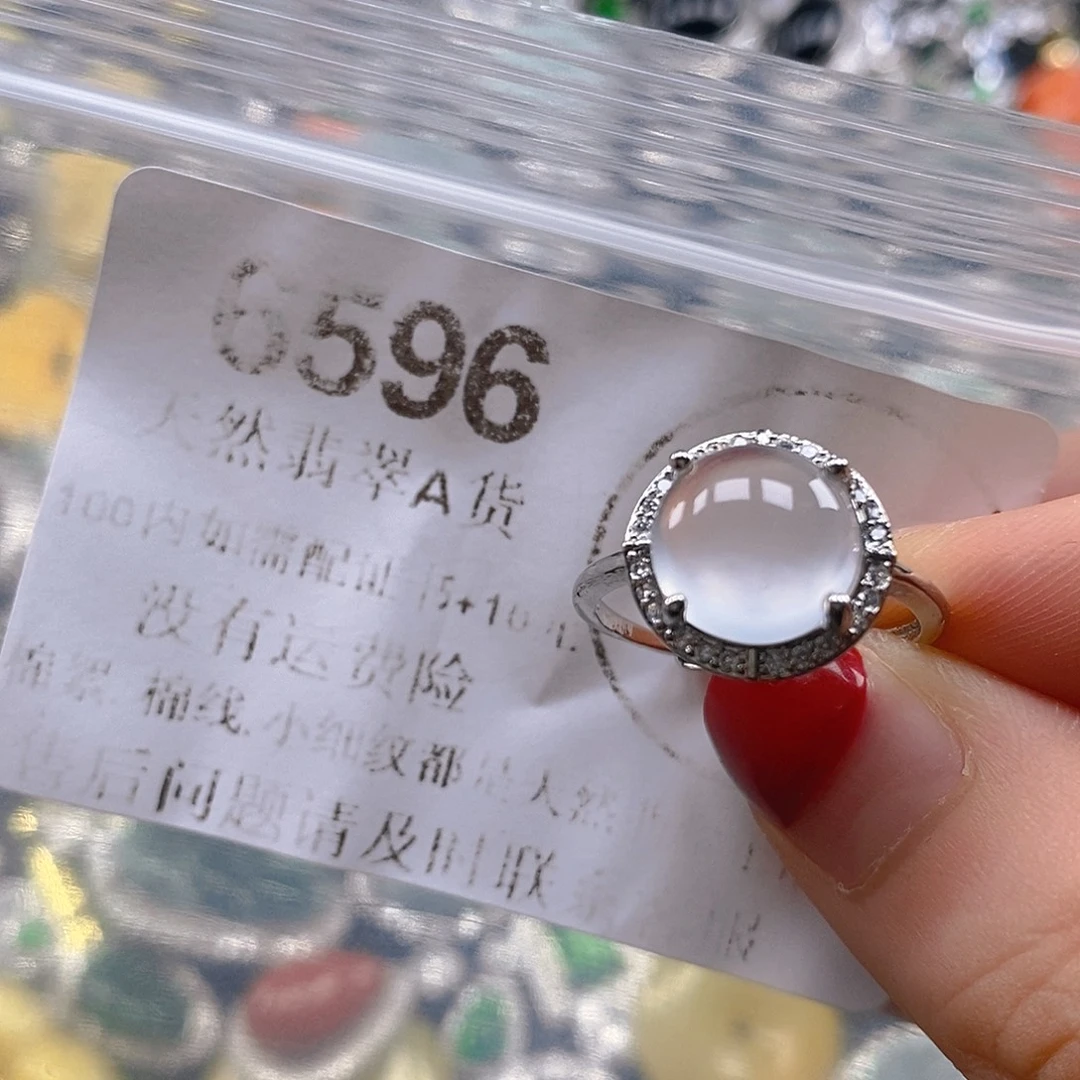 6596
天然翡翠A货
100内如需配证 15+10
没有运费险
棉絮 棉线.小细纹都是天然
售后问题请及时联系